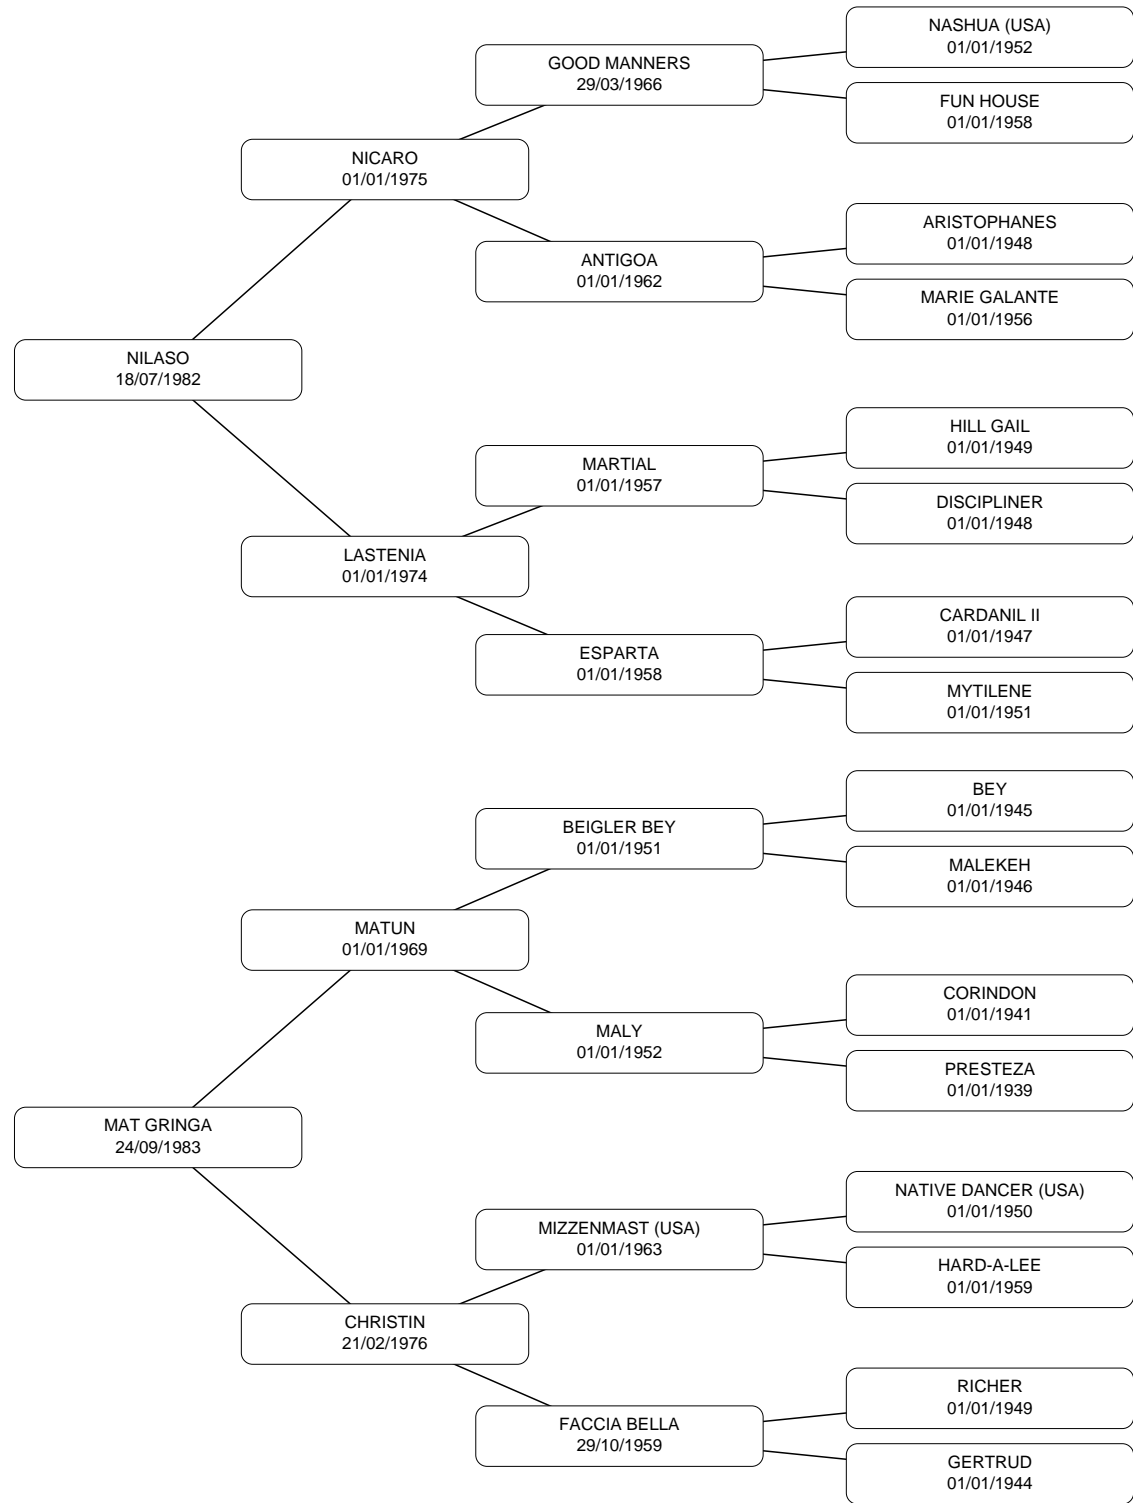 NASHUA (USA)
01/01/1952
GOOD MANNERS
29/03/1966
FUN HOUSE
01/01/1958
NICARO
01/01/1975
ARISTOPHANES
01/01/1948
ANTIGOA
01/01/1962
MARIE GALANTE
01/01/1956
NILASO
18/07/1982
HILL GAIL
01/01/1949
MARTIAL
01/01/1957
DISCIPLINER
01/01/1948
LASTENIA
01/01/1974
CARDANIL II
01/01/1947
ESPARTA
01/01/1958
MYTILENE
01/01/1951
BEY
01/01/1945
BEIGLER BEY
01/01/1951
MALEKEH
01/01/1946
MATUN
01/01/1969
CORINDON
01/01/1941
MALY
01/01/1952
PRESTEZA
01/01/1939
MAT GRINGA
24/09/1983
NATIVE DANCER (USA)
01/01/1950
MIZZENMAST (USA)
01/01/1963
HARD-A-LEE
01/01/1959
CHRISTIN
21/02/1976
RICHER
01/01/1949
FACCIA BELLA
29/10/1959
GERTRUD
01/01/1944